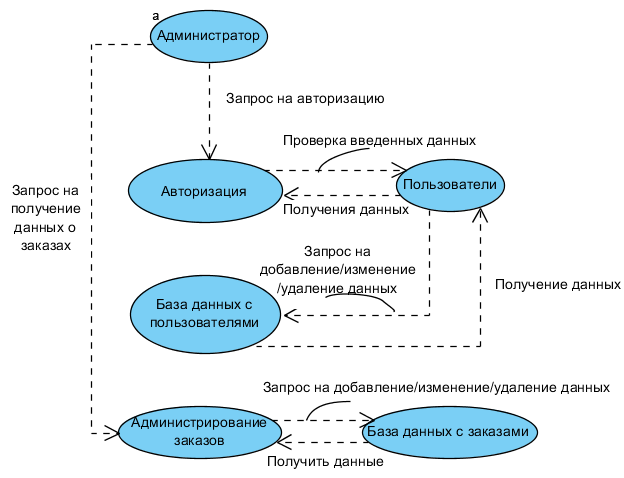 a
Администратор
Запрос на авторизацию
Проверка введенных данных
Авторизация
Пользователи
Запрос на
получение
данных о
заказах
Получения данных
Запрос на
добавление/изменение
/удаление данных
Получение данных
База данных с
пользователями
Запрос на добавление/изменение/удаление данных
Администрирование
заказов
База данных с заказами
Получить данные